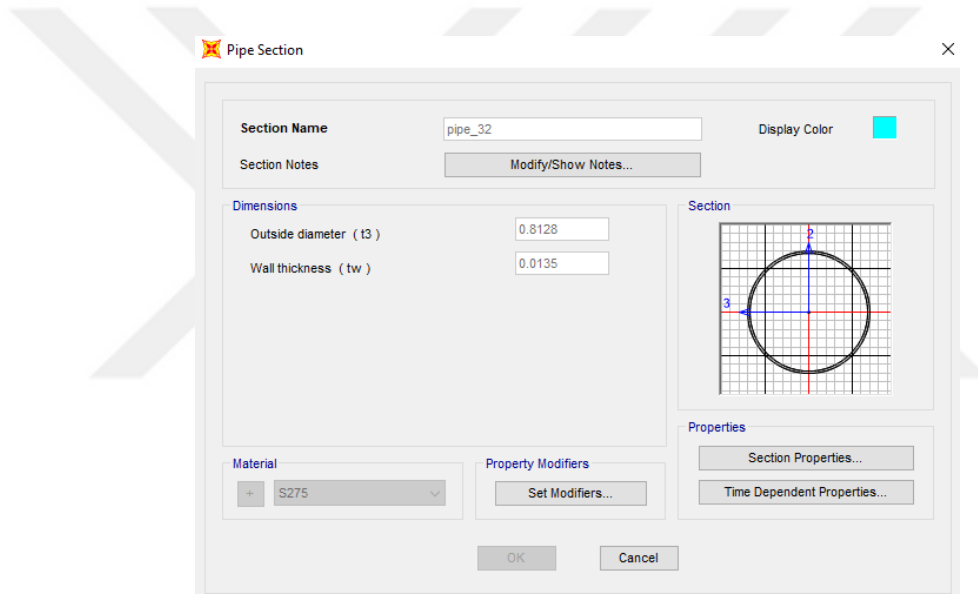 Pipe Section
Section Name
pipe_32
Display Color
Section Notes
Modify/Show Notes...
Dimensions
Outside diameter ( t3 )
0.8128
Wall thickness ( tw )
0.0135
Section
2
3
Properties
Section Properties...
Time Dependent Properties...
Material
+ S275
Property Modifiers
Set Modifiers...
OK
Cancel